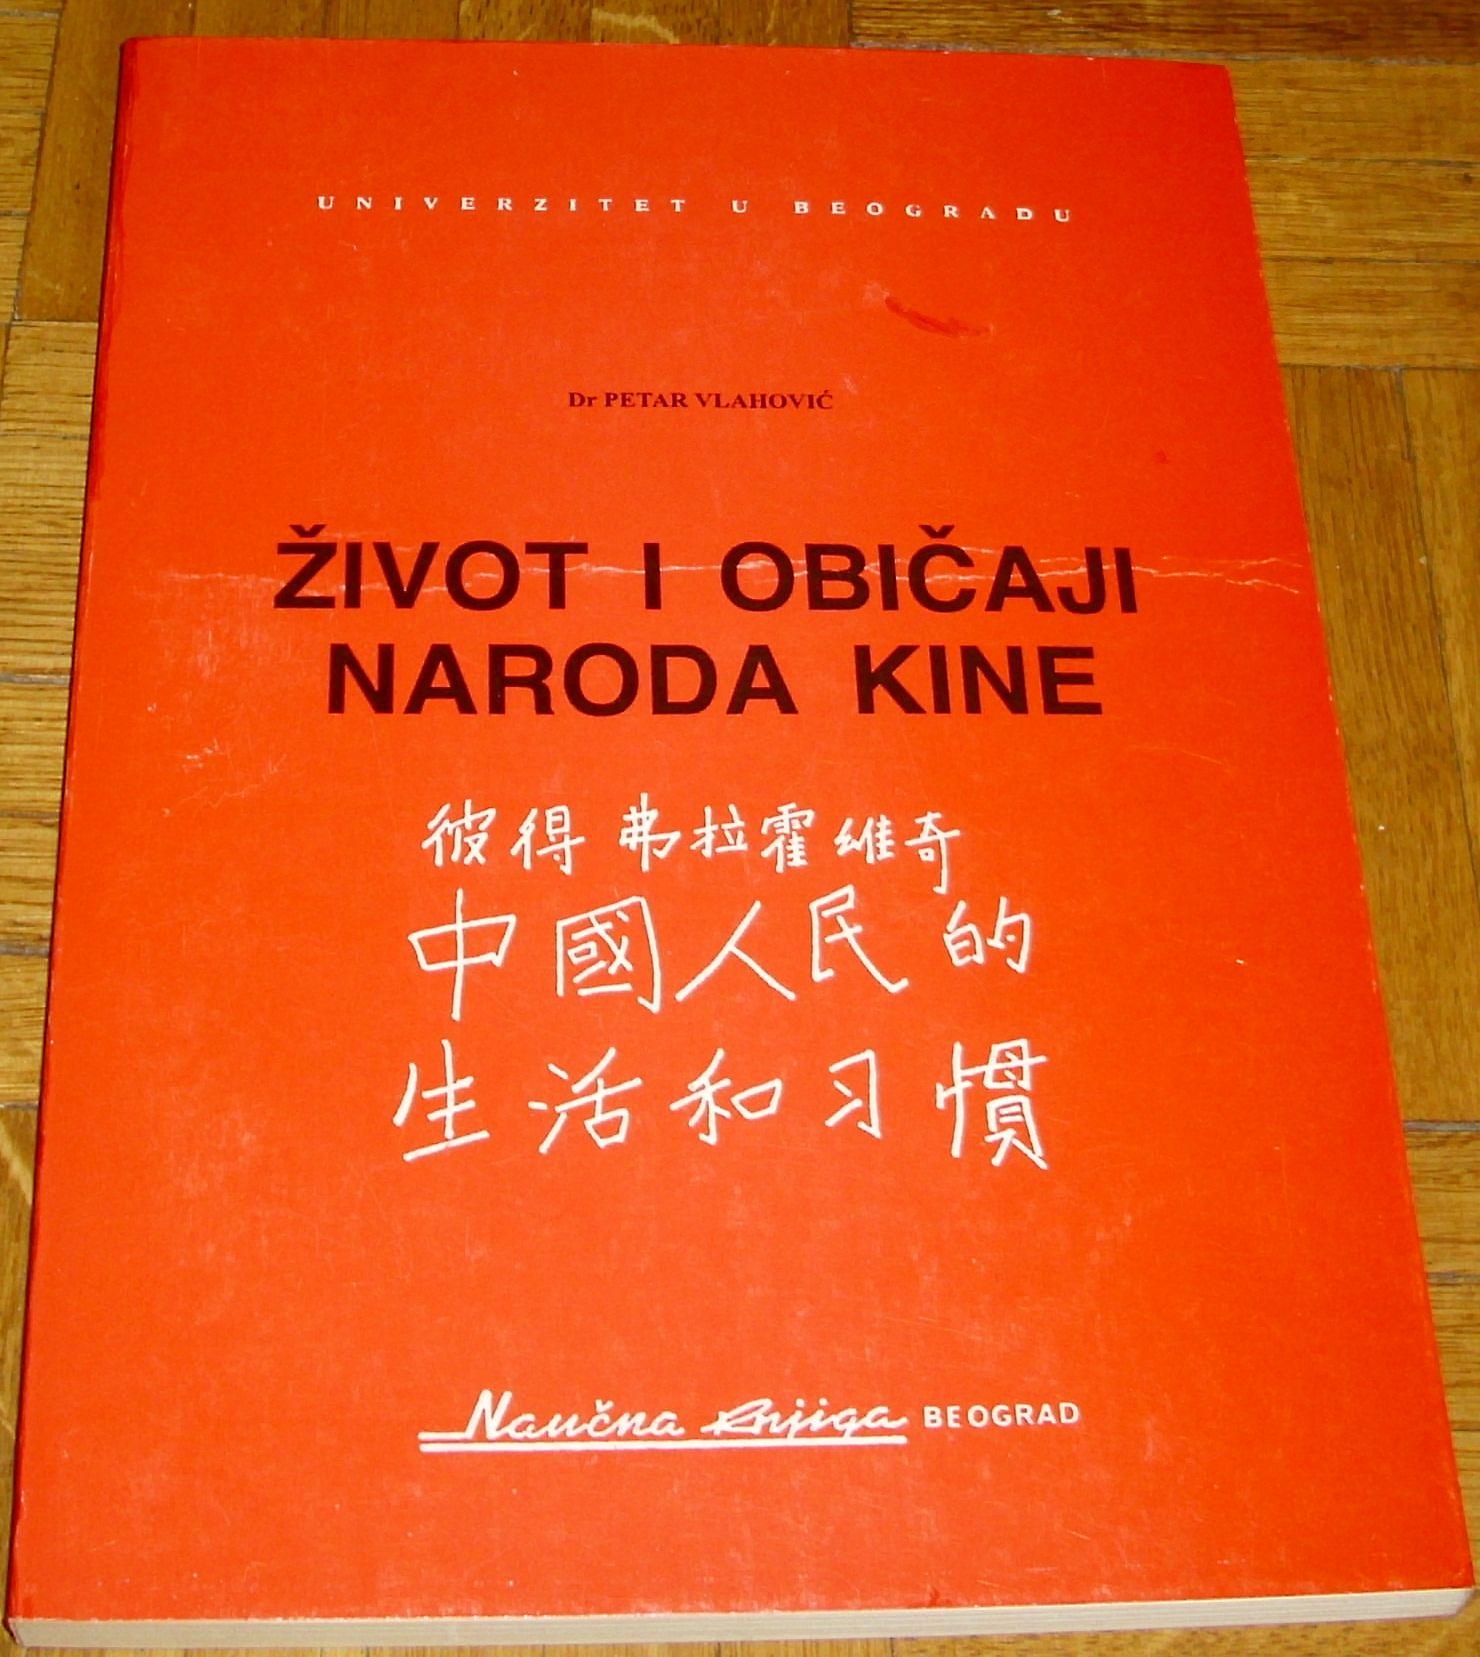 UNIVERZITET U BEOGRADU
Dr PETAR VLAHOVIĆ
ŽIVOT I OBIČAJI
NARODA KINE
彼得 弗拉霍維奇
中國人民的
生活和习慣
Naučna knjiga BEOGRAD